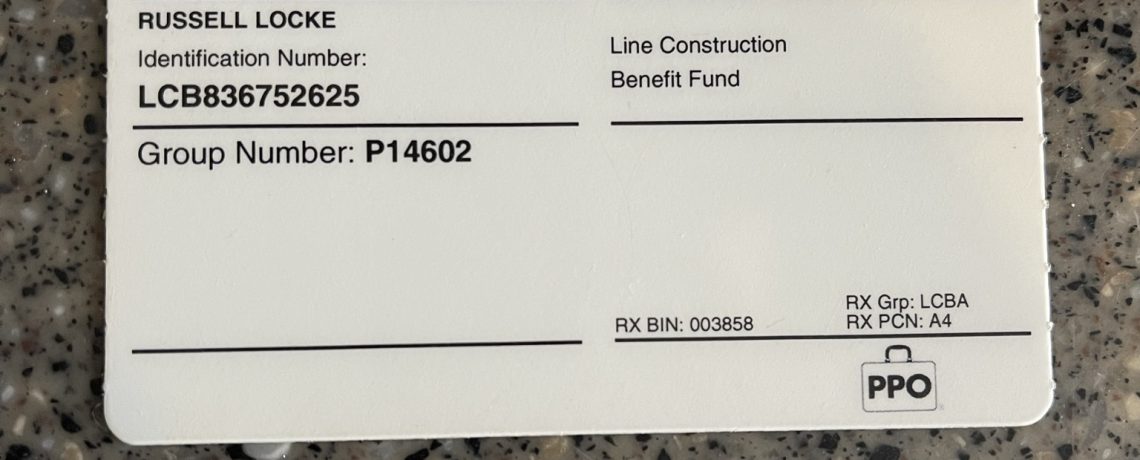 RUSSELL LOCKE
Identification Number:
LCB836752625
Group Number: P14602
Line Construction
Benefit Fund
RX BIN: 003858
RX Grp: LCBA
RX PCN: A4
PPO